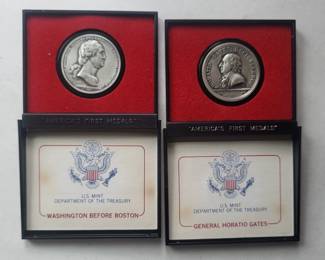 "AMERICA'S FIRST MEDALS"
U.S. MINT
DEPARTMENT OF THE TREASURY
WASHINGTON BEFORE BOSTON
"AMERICA'S FIRST MEDALS"
U.S. MINT
DEPARTMENT OF THE TREASURY
GENERAL HORATIO GATES